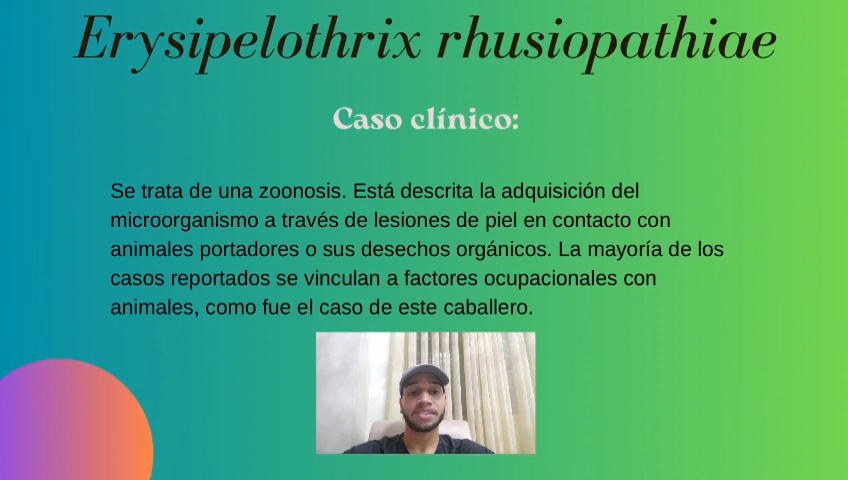 Erysipelothrix rhusiopathiae
Caso clínico:
Se trata de una zoonosis. Está descrita la adquisición del
microorganismo a través de lesiones de piel en contacto con
animales portadores o sus desechos orgánicos. La mayoría de los
casos reportados se vinculan a factores ocupacionales con
animales, como fue el caso de este caballero.